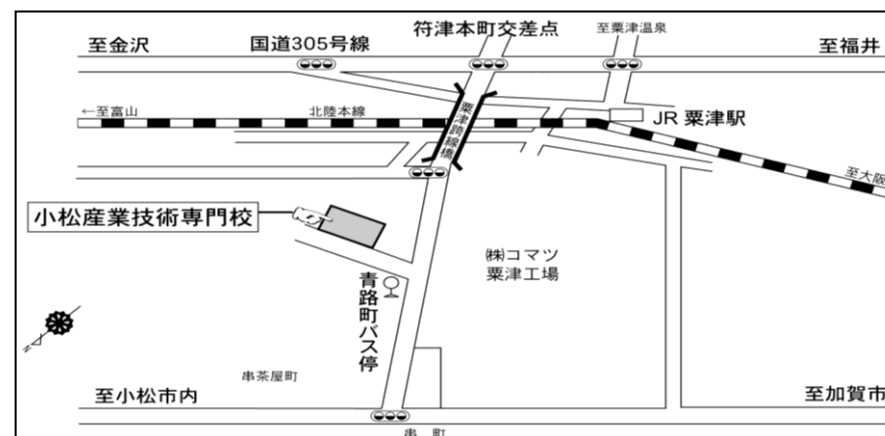 符津本町交差点
至粟津温泉
至金沢
国道305号線
至福井
←至富山
北陸本線
粟津跨線橋
JR 粟津駅
至大阪
小松産業技術専門校
㈱コマツ
粟津工場
青路町バス停
N
串茶屋町
至小松市内
至加賀市
串 町